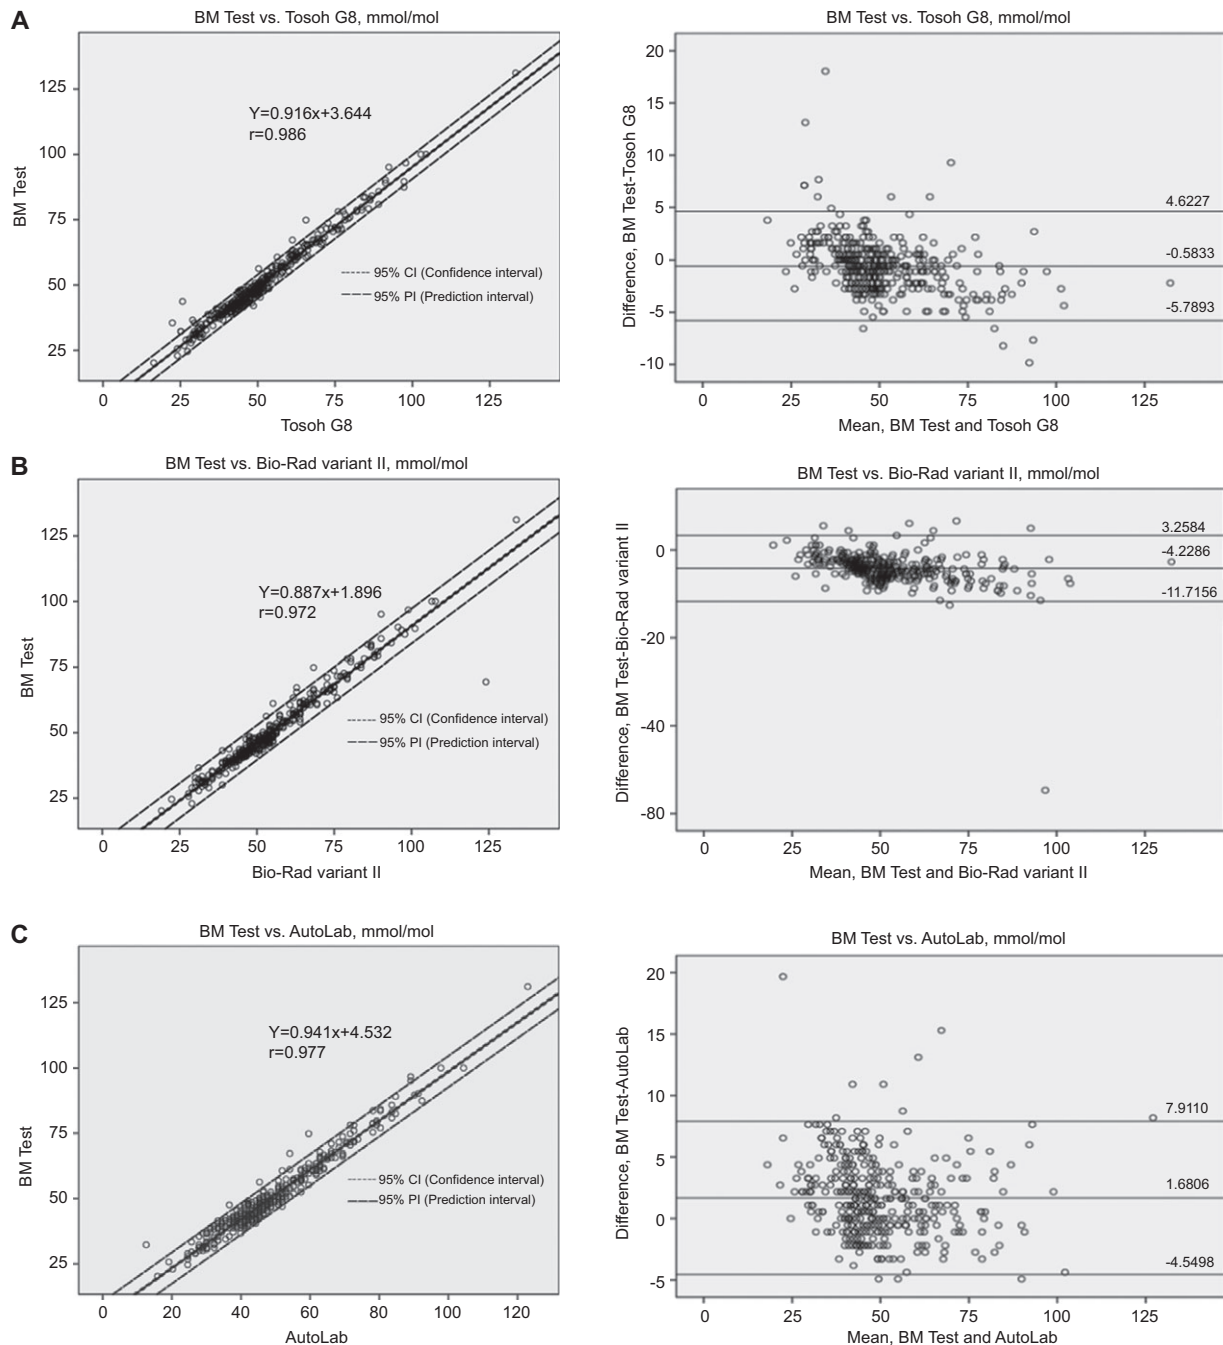 A
BM Test vs. Tosoh G8, mmol/mol
BM Test
125
100
75
50
25
Y=0.916x+3.644
r=0.986
95% CI (Confidence interval)
95% PI (Prediction interval)
0 25 50 75 100 125
Tosoh G8
BM Test vs. Tosoh G8, mmol/mol
Difference, BM Test-Tosoh G8
20
15
10
5
0
-5
-10
4.6227
-0.5833
-5.7893
0 25 50 75 100 125
Mean, BM Test and Tosoh G8
B
BM Test vs. Bio-Rad variant II, mmol/mol
BM Test
125
100
75
50
25
Y=0.887x+1.896
r=0.972
95% CI (Confidence interval)
95% PI (Prediction interval)
0 25 50 75 100 125
Bio-Rad variant II
BM Test vs. Bio-Rad variant II, mmol/mol
Difference, BM Test-Bio-Rad variant II
0
-20
-40
-80
3.2584
-4.2286
-11.7156
0 25 50 75 100 125
Mean, BM Test and Bio-Rad variant II
C
BM Test vs. AutoLab, mmol/mol
BM Test
125
100
75
50
25
Y=0.941x+4.532
r=0.977
95% CI (Confidence interval)
95% PI (Prediction interval)
0 20 40 60 80 100 120
AutoLab
BM Test vs. AutoLab, mmol/mol
Difference, BM Test-AutoLab
20
15
10
5
0
-5
7.9110
1.6806
-4.5498
0 25 50 75 100 125
Mean, BM Test and AutoLab